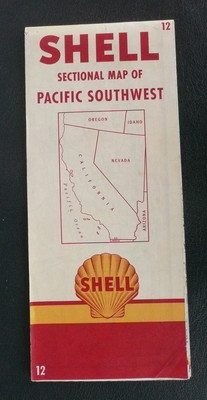 12
SHELL
SECTIONAL MAP OF
PACIFIC SOUTHWEST
OREGON
IDAHO
NEVADA
CALIFORNIA
Pacific Ocean
ARIZONA
SHELL
12